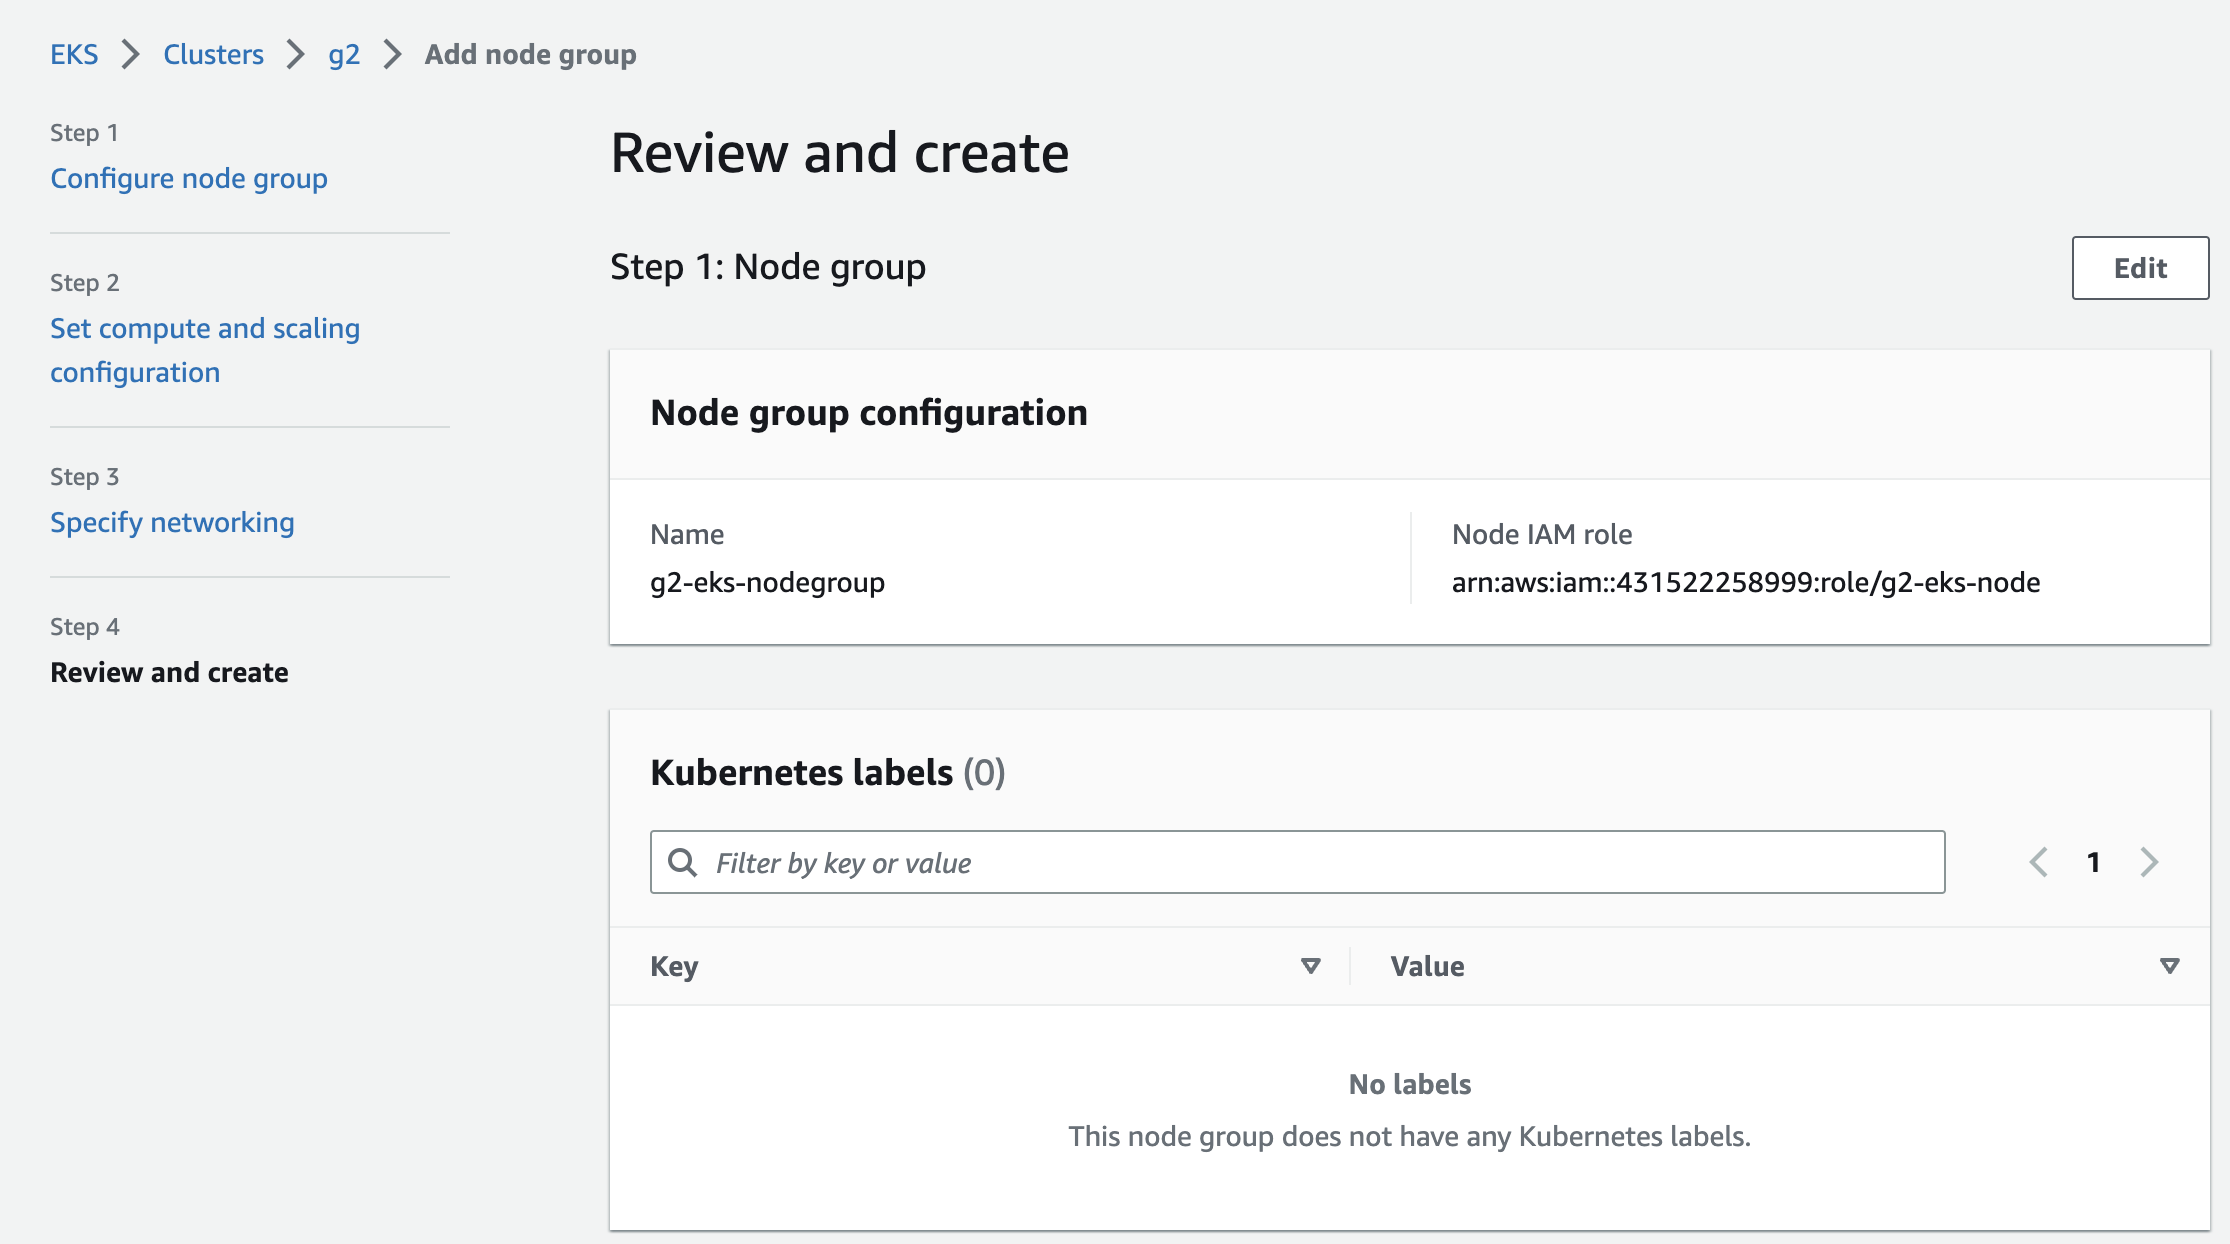 EKS > Clusters > g2 > Add node group
Step 1
Configure node group
Step 2
Set compute and scaling
configuration
Step 3
Specify networking
Step 4
Review and create
Review and create
Step 1: Node group
Edit
Node group configuration
Name
g2-eks-nodegroup
Node IAM role
arn:aws:iam::431522258999:role/g2-eks-node
Kubernetes labels (0)
Filter by key or value
1
Key
Value
No labels
This node group does not have any Kubernetes labels.